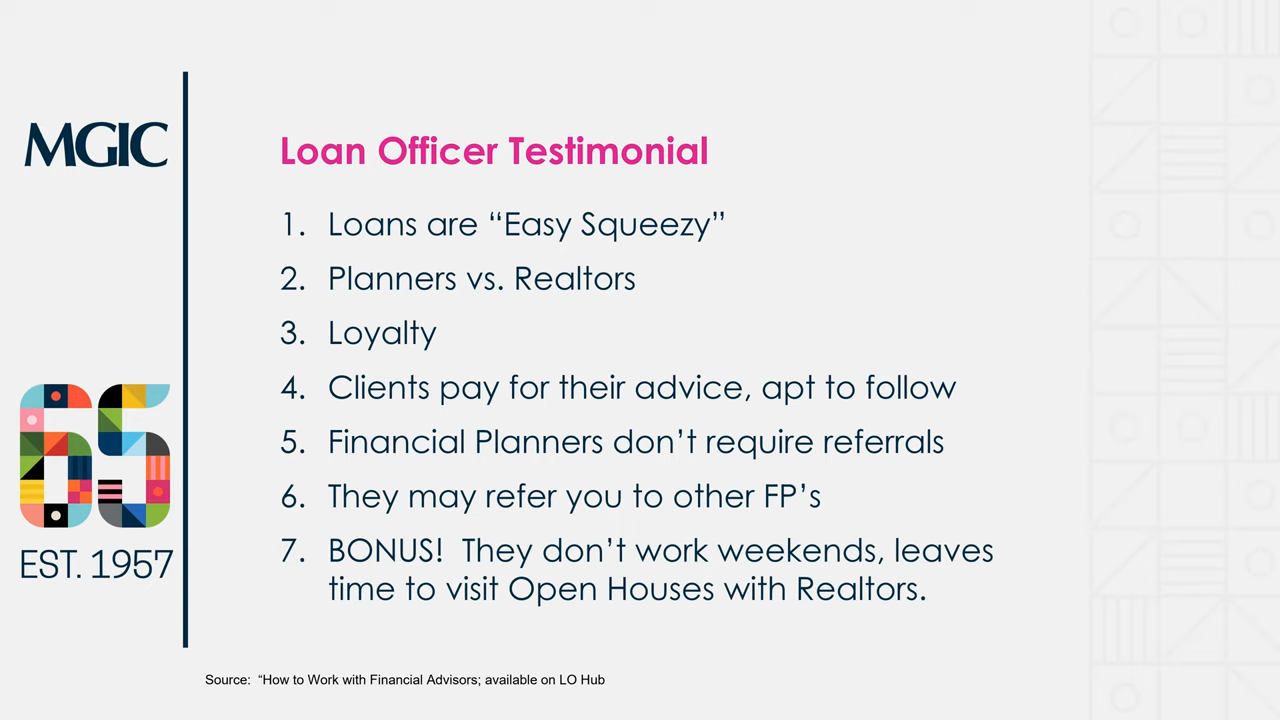 MGIC
Loan Officer Testimonial
1. Loans are “Easy Squeezy”
2. Planners vs. Realtors
3. Loyalty
4. Clients pay for their advice, apt to follow
5. Financial Planners don’t require referrals
6. They may refer you to other FP’s
7. BONUS!  They don’t work weekends, leaves
time to visit Open Houses with Realtors.
65
EST. 1957
Source:  “How to Work with Financial Advisors; available on LO Hub